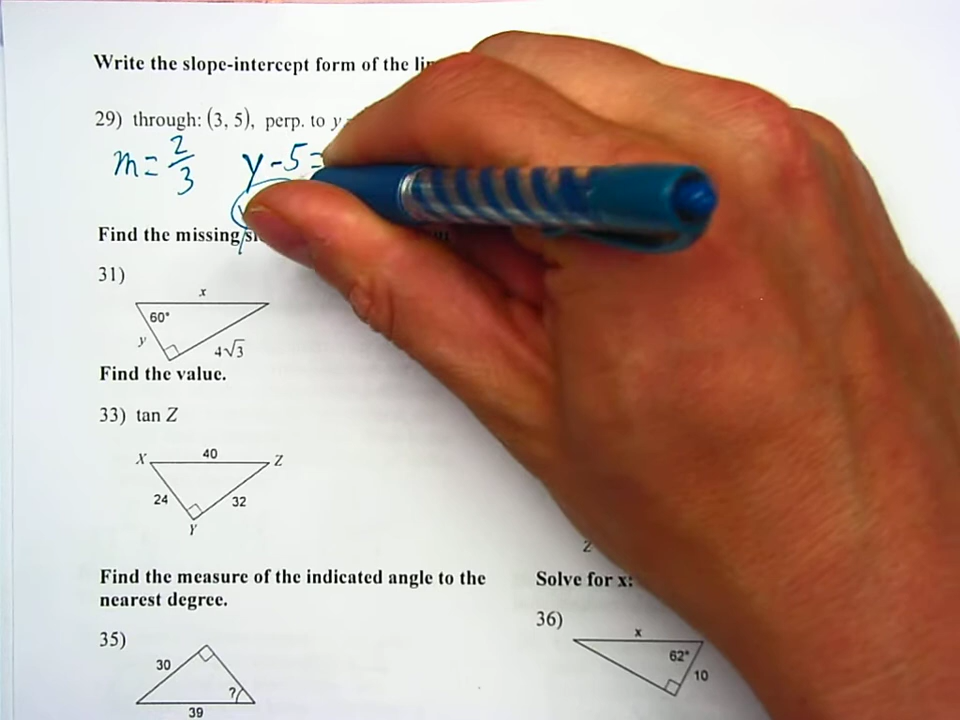 Write the slope-intercept form of the
29) through: (3, 5), perp. to y
m = 2/3 y - 5 =
Find the missing
31)
x
60°
y
4√3
Find the value.
33) tan Z
40
X
Z
24
32
Y
Z
Find the measure of the indicated angle to the
nearest degree.
Solve for x:
35)
36)
x
30
62°
10
?
39